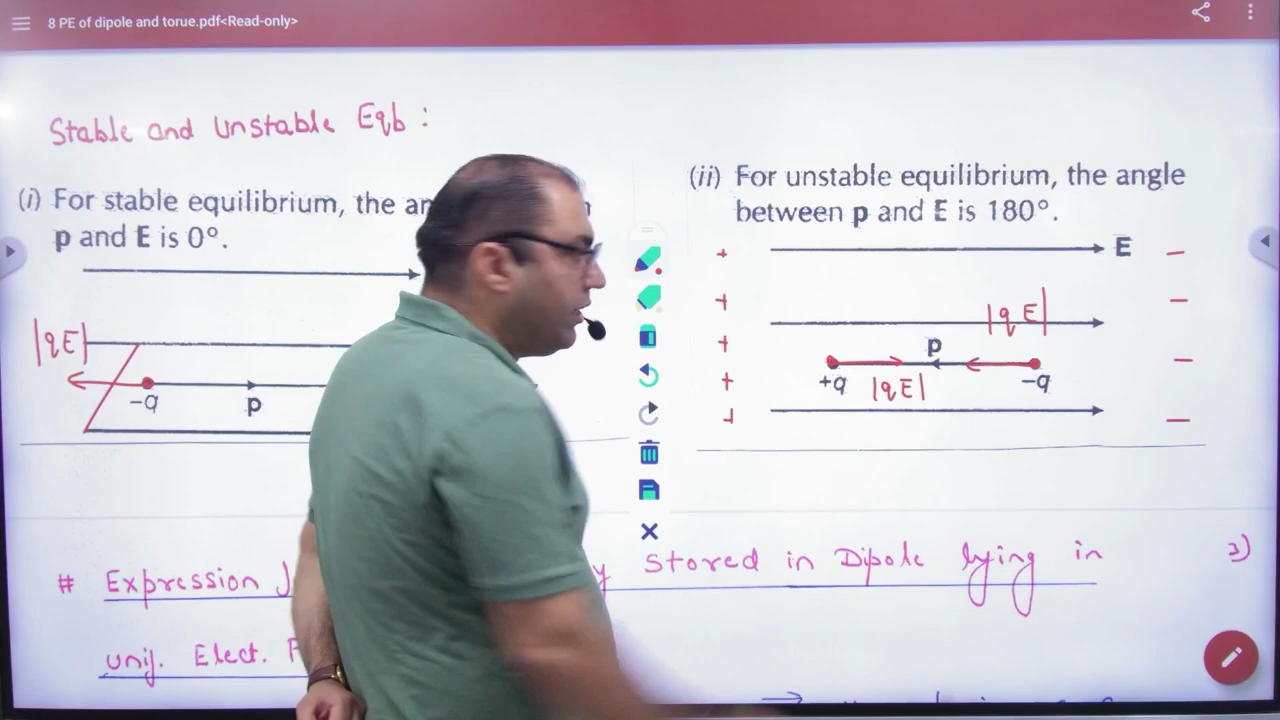 8 PE of dipole and torue.pdf<Read-only>
Stable and Unstable Eqb :
(i) For stable equilibrium, the
p and E is 0°.
|qE|
-q
p
(ii) For unstable equilibrium, the angle
between p and E is 180°.
+ E −
+ |qE| −
+ p −
+q |qE| -q
+
+ −
# Expression stored in Dipole lying in
unif. Elect.